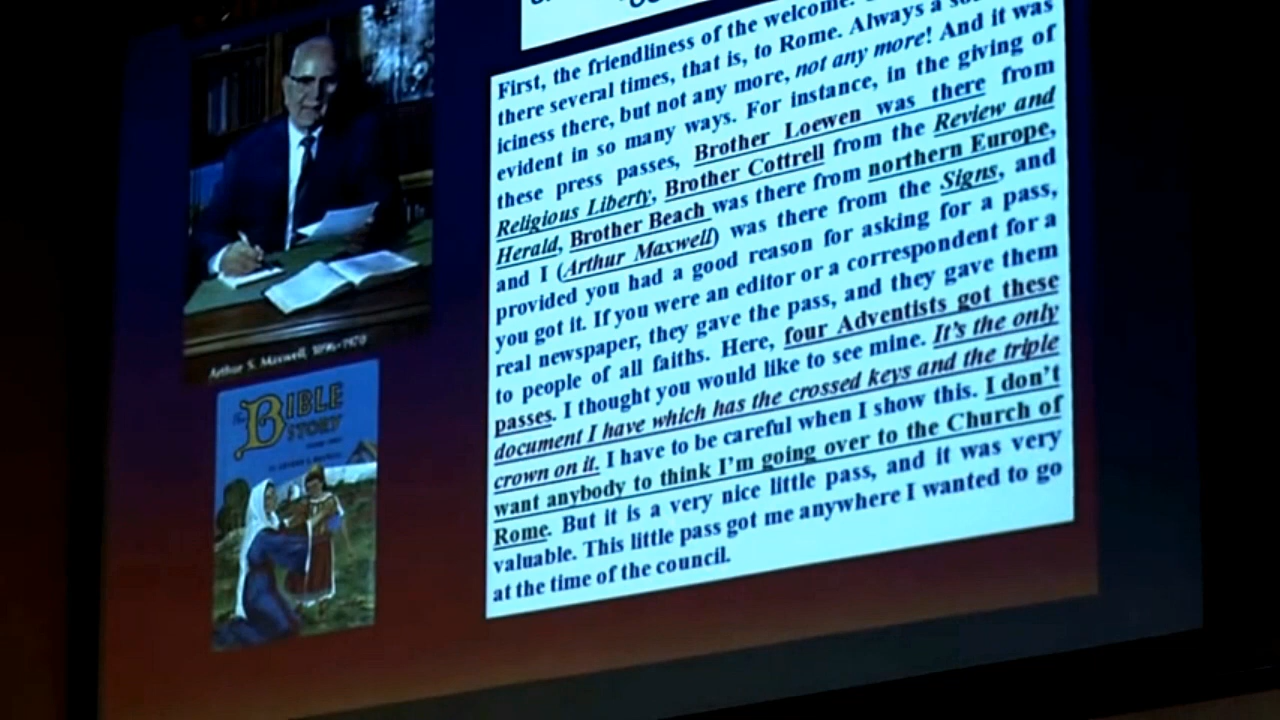 First, the friendliness of the welcome.
there several times, that is, to Rome. Always a
iciness there, but not any more, not any more! And it was
evident in so many ways. For instance, in the giving of
these press passes, Brother Loewen was there from
Religious Liberty, Brother Cottrell from the Review and
Herald, Brother Beach was there from northern Europe,
and I (Arthur Maxwell) was there from the Signs, and
provided you had a good reason for asking for a pass,
you got it. If you were an editor or a correspondent for a
real newspaper, they gave the pass, and they gave them
to people of all faiths. Here, four Adventists got these
passes. I thought you would like to see mine. It's the only
document I have which has the crossed keys and the triple
crown on it. I have to be careful when I show this. I don't
want anybody to think I'm going over to the Church of
Rome. But it is a very nice little pass, and it was very
valuable. This little pass got me anywhere I wanted to go
at the time of the council.
Arthur S. Maxwell, 1896-1970
The
BIBLE
STORY